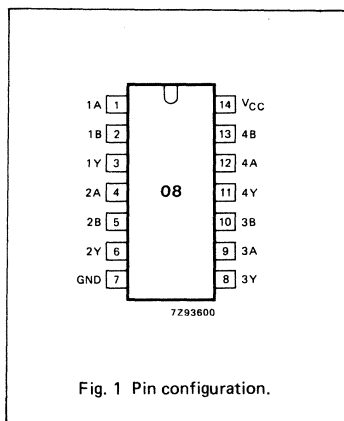 1A 1 14 VCC
1B 2 13 4B
1Y 3 12 4A
2A 4 08 11 4Y
2B 5 10 3B
2Y 6 9 3A
GND 7 8 3Y
7Z93600
Fig. 1 Pin configuration.